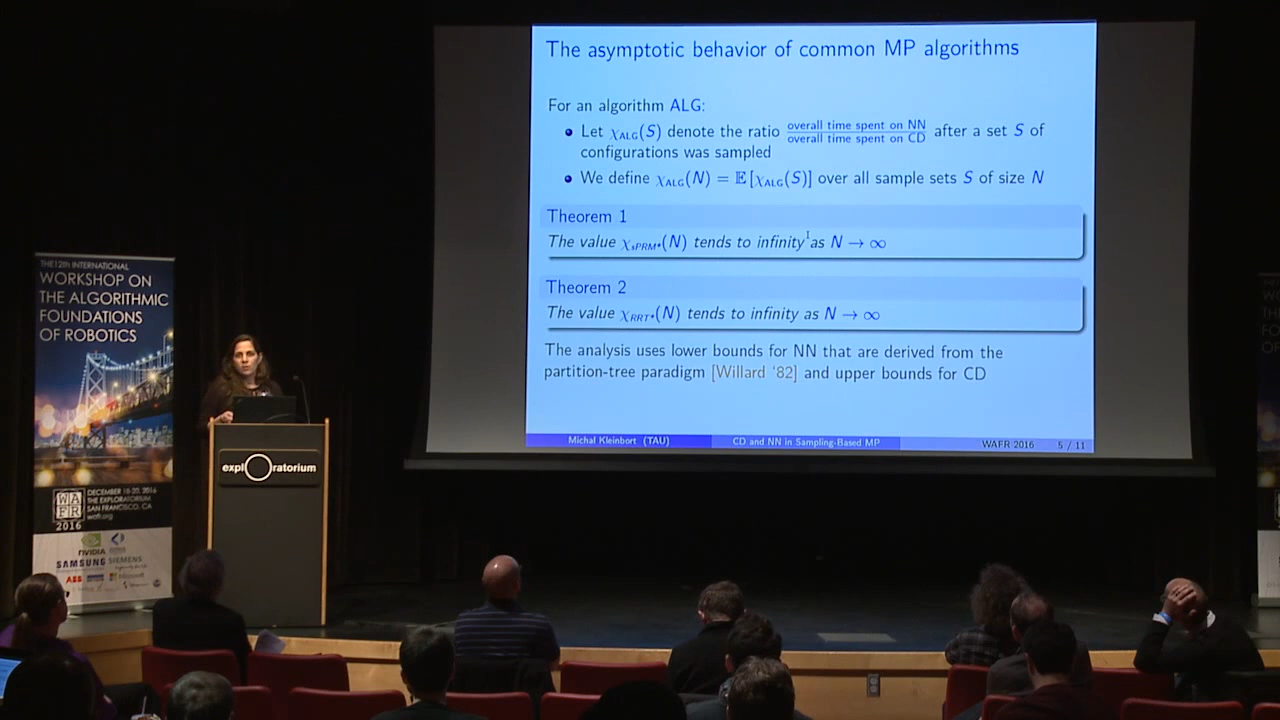 The asymptotic behavior of common MP algorithms
For an algorithm ALG:
• Let χALG(S) denote the ratio overall time spent on NN / overall time spent on CD after a set S of
configurations was sampled
• We define χALG(N) = 𝔼[χALG(S)] over all sample sets S of size N
Theorem 1
The value χsPRM*(N) tends to infinity as N → ∞
Theorem 2
The value χRRT*(N) tends to infinity as N → ∞
The analysis uses lower bounds for NN that are derived from the
partition-tree paradigm [Willard '82] and upper bounds for CD
Michal Kleinbort (TAU) CD and NN in Sampling-Based MP WAFR 2016 5 / 11
THE 12th INTERNATIONAL
WORKSHOP ON
THE ALGORITHMIC
FOUNDATIONS
OF ROBOTICS
WAFR
2016
DECEMBER 18-20, 2016
THE EXPLORATORIUM
SAN FRANCISCO, CA
wafr.org
NVIDIA
SAMSUNG SIEMENS
ABB Microsoft
explOratorium